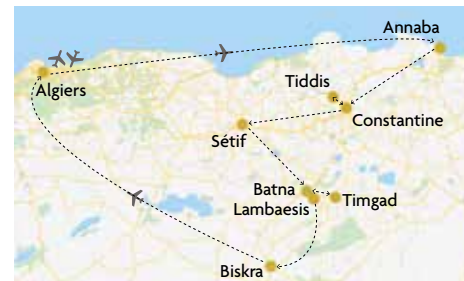 Annaba
Algiers
Tiddis
Constantine
Sétif
Batna
Lambaesis
Timgad
Biskra